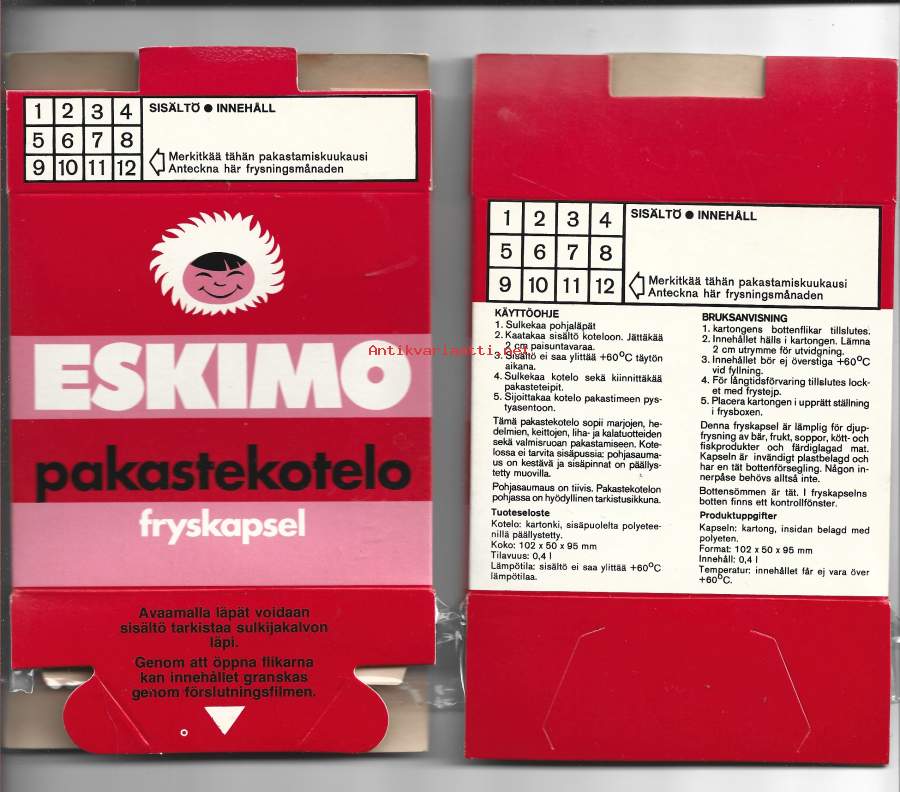 1 2 3 4
5 6 7 8
9 10 11 12
SISÄLTÖ ● INNEHÅLL
Merkitkää tähän pakastamiskuukausi
Anteckna här frysningsmånaden
ESKIMO
pakastekotelo
fryskapsel
Avaamalla läpät voidaan
sisältö tarkistaa sulkijakalvon
läpi.
Genom att öppna flikarna
kan innehållet granskas
genom förslutningsfilmen.
1 2 3 4
5 6 7 8
9 10 11 12
SISÄLTÖ ● INNEHÅLL
Merkitkää tähän pakastamiskuukausi
Anteckna här frysningsmånaden
KÄYTTÖOHJE
1. Sulkekaa pohjaläpät
2. Kaatakaa sisältö koteloon. Jättäkää
2 cm paisuntavaraa.
3. Sisältö ei saa ylittää +60°C täytön
aikana.
4. Sulkekaa kotelo sekä kiinnittäkää
pakasteteipit.
5. Sijoittakaa kotelo pakastimeen pys-
tyasentoon.
Tämä pakastekotelo sopii marjojen, he-
delmien, keittojen, liha- ja kalatuotteiden
sekä valmisruoan pakastamiseen. Kote-
lossa ei tarvita sisäpussia: pohjasauma-
us on kestävä ja sisäpinnat on päällys-
tetty muovilla.
Pohjasaumaus on tiivis. Pakastekotelon
pohjassa on hyödyllinen tarkistusikkuna.
Tuoteseloste
Kotelo: kartonki, sisäpuolelta polyetee-
nillä päällystetty.
Koko: 102 x 50 x 95 mm
Tilavuus: 0,4 l
Lämpötila: sisältö ei saa ylittää +60°C
lämpötilaa.
BRUKSANVISNING
1. kartongens bottenflikar tillslutes.
2. Innehållet hälls i kartongen. Lämna
2 cm utrymme för utvidgning.
3. Innehållet bör ej överstiga +60°C
vid fyllning.
4. För långtidsförvaring tillslutes lock-
et med frystejp.
5. Placera kartongen i upprätt ställning
i frysboxen.
Denna fryskapsel är lämplig för djup-
frysning av bär, frukt, soppor, kött- och
fiskprodukter och färdiglagad mat.
Kapseln är invändigt plastbelagd och
har en tät bottenförsegling. Någon in-
nerpåse behövs alltså inte.
Bottensömmen är tät. I fryskapselns
botten finns ett kontrollfönster.
Produktuppgifter
Kapseln: kartong, insidan belagd med
polyeten.
Format: 102 x 50 x 95 mm
Innehåll: 0,4 l
Temperatur: innehållet får ej vara över
+60°C.
Antikvariaatti.net